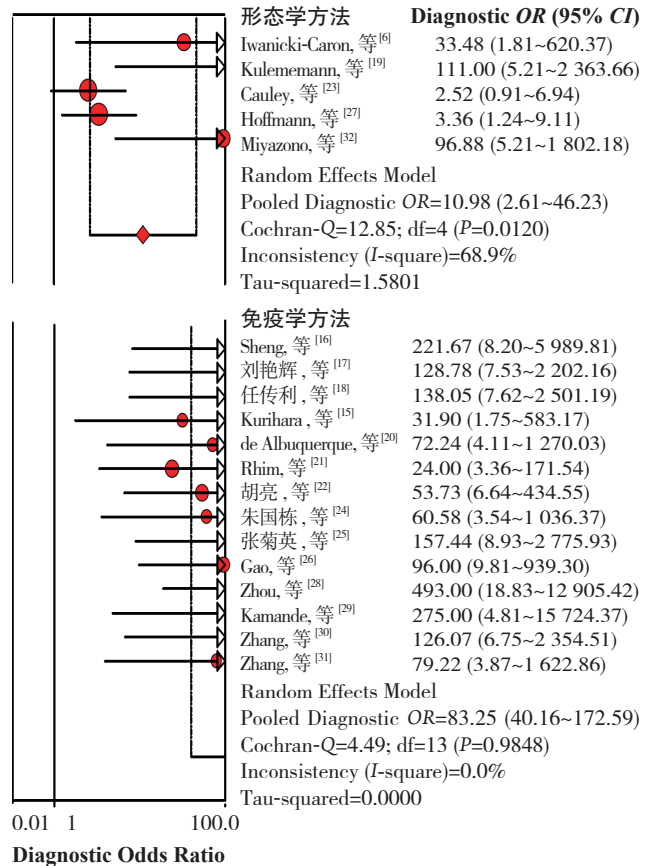 形态学方法 Diagnostic OR (95% CI)
Iwanicki-Caron, 等 [6] 33.48 (1.81~620.37)
Kulememann, 等 [19] 111.00 (5.21~2 363.66)
Cauley, 等 [23] 2.52 (0.91~6.94)
Hoffmann, 等 [27] 3.36 (1.24~9.11)
Miyazono, 等 [32] 96.88 (5.21~1 802.18)
Random Effects Model
Pooled Diagnostic OR=10.98 (2.61~46.23)
Cochran-Q=12.85; df=4 (P=0.0120)
Inconsistency (I-square)=68.9%
Tau-squared=1.5801
免疫学方法
Sheng, 等 [16] 221.67 (8.20~5 989.81)
刘艳辉, 等 [17] 128.78 (7.53~2 202.16)
任传利, 等 [18] 138.05 (7.62~2 501.19)
Kurihara, 等 [15] 31.90 (1.75~583.17)
de Albuquerque, 等[20] 72.24 (4.11~1 270.03)
Rhim, 等 [21] 24.00 (3.36~171.54)
胡亮, 等 [22] 53.73 (6.64~434.55)
朱国栋, 等 [24] 60.58 (3.54~1 036.37)
张菊英, 等 [25] 157.44 (8.93~2 775.93)
Gao, 等 [26] 96.00 (9.81~939.30)
Zhou, 等 [28] 493.00 (18.83~12 905.42)
Kamande, 等 [29] 275.00 (4.81~15 724.37)
Zhang, 等 [30] 126.07 (6.75~2 354.51)
Zhang, 等 [31] 79.22 (3.87~1 622.86)
Random Effects Model
Pooled Diagnostic OR=83.25 (40.16~172.59)
Cochran-Q=4.49; df=13 (P=0.9848)
Inconsistency (I-square)=0.0%
Tau-squared=0.0000
0.01 1 100.0
Diagnostic Odds Ratio